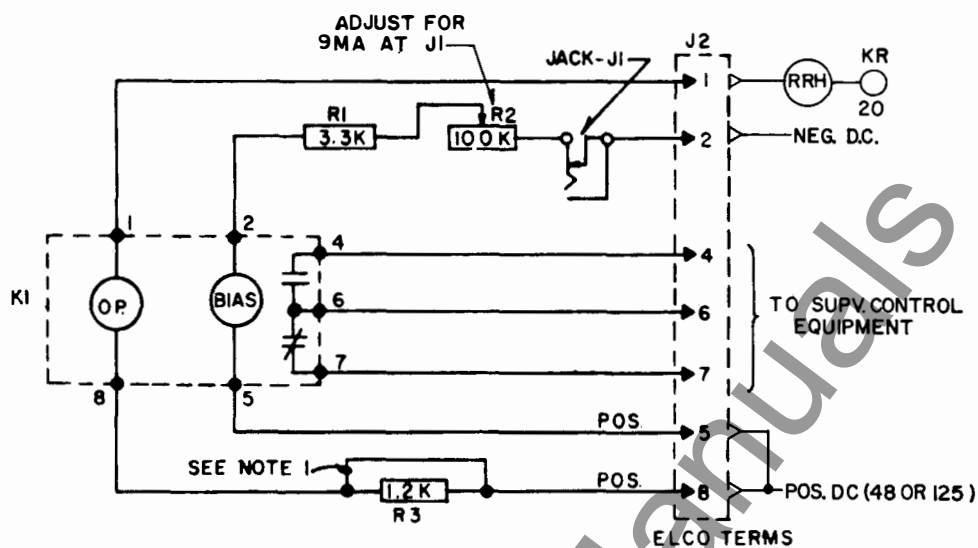 ADJUST FOR
9MA AT J1
J2
JACK-J1
KR
1
RRH
20
R1
R2
3.3K
100K
2
NEG. D.C.
1
2
4
4
K1
OP.
BIAS
6
6
TO SUPV. CONTROL
EQUIPMENT
7
7
8
5
POS.
5
SEE NOTE 1
POS.
8
POS. DC (48 OR 125)
1.2K
R3
ELCO TERMS
anuals